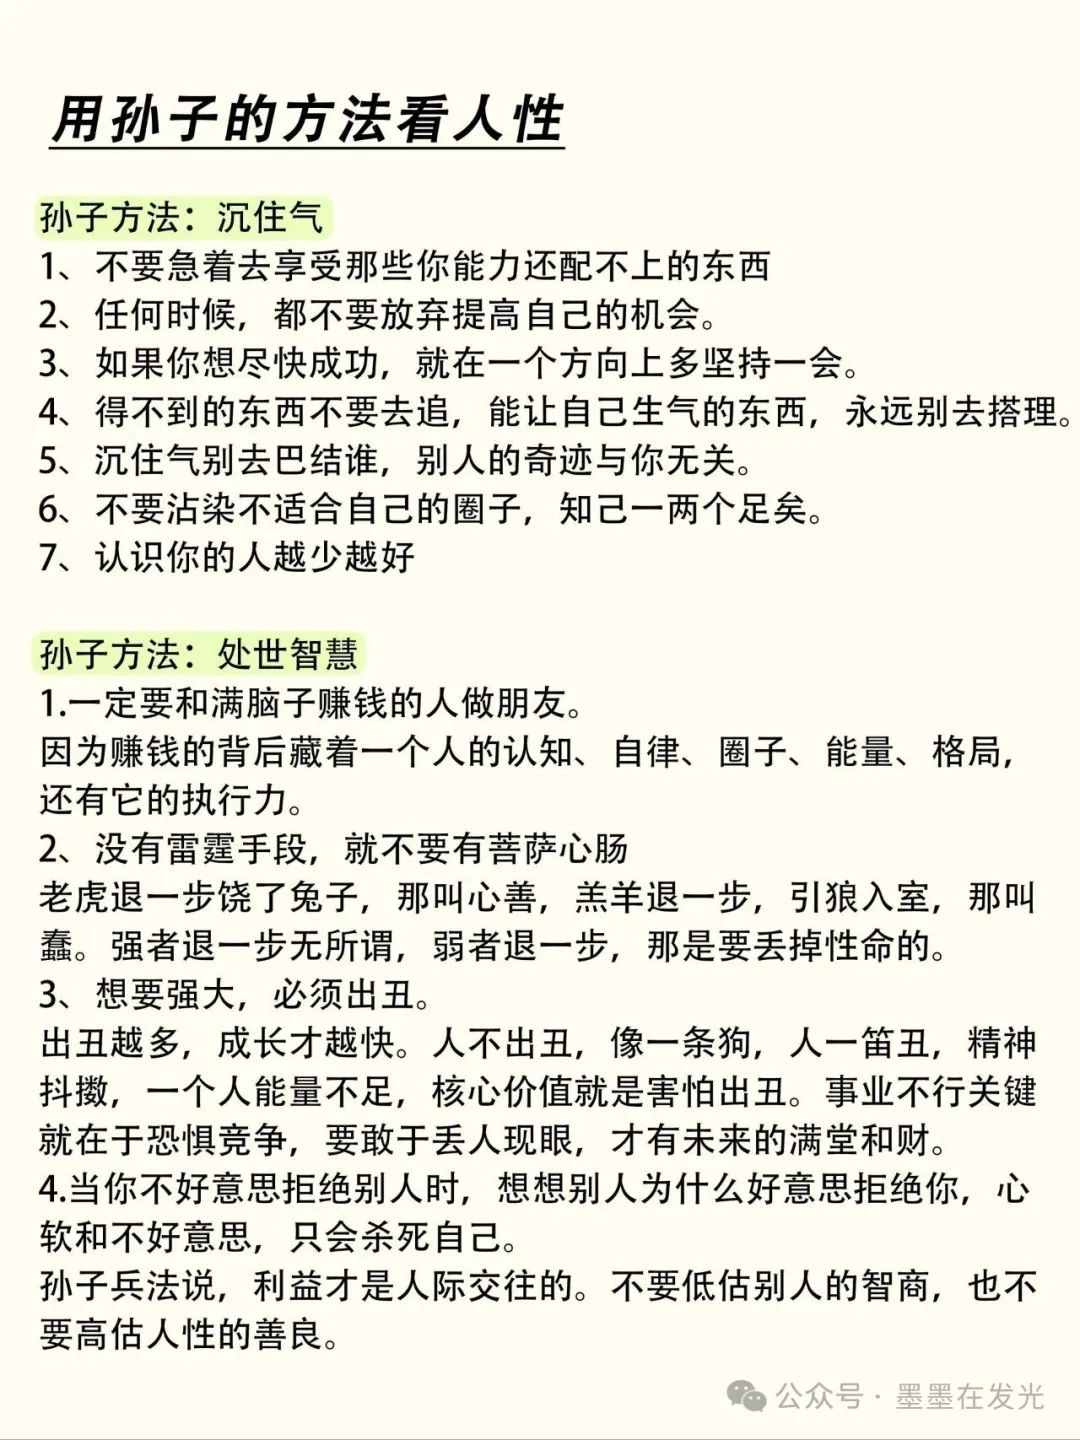 用孙子的方法看人性
孙子方法：沉住气
1、不要急着去享受那些你能力还配不上的东西
2、任何时候，都不要放弃提高自己的机会。
3、如果你想尽快成功，就在一个方向上多坚持一会。
4、得不到的东西不要去追，能让自己生气的东西，永远别去搭理。
5、沉住气别去巴结谁，别人的奇迹与你无关。
6、不要沾染不适合自己的圈子，知己一两个足矣。
7、认识你的人越少越好
孙子方法：处世智慧
1.一定要和满脑子赚钱的人做朋友。
因为赚钱的背后藏着一个人的认知、自律、圈子、能量、格局，
还有它的执行力。
2、没有雷霆手段，就不要有菩萨心肠
老虎退一步饶了兔子，那叫心善，羔羊退一步，引狼入室，那叫
蠢。强者退一步无所谓，弱者退一步，那是要丢掉性命的。
3、想要强大，必须出丑。
出丑越多，成长才越快。人不出丑，像一条狗，人一笛丑，精神
抖擞，一个人能量不足，核心价值就是害怕出丑。事业不行关键
就在于恐惧竞争，要敢于丢人现眼，才有未来的满堂和财。
4.当你不好意思拒绝别人时，想想别人为什么好意思拒绝你，心
软和不好意思，只会杀死自己。
孙子兵法说，利益才是人际交往的。不要低估别人的智商，也不
要高估人性的善良。
公众号·墨墨在发光